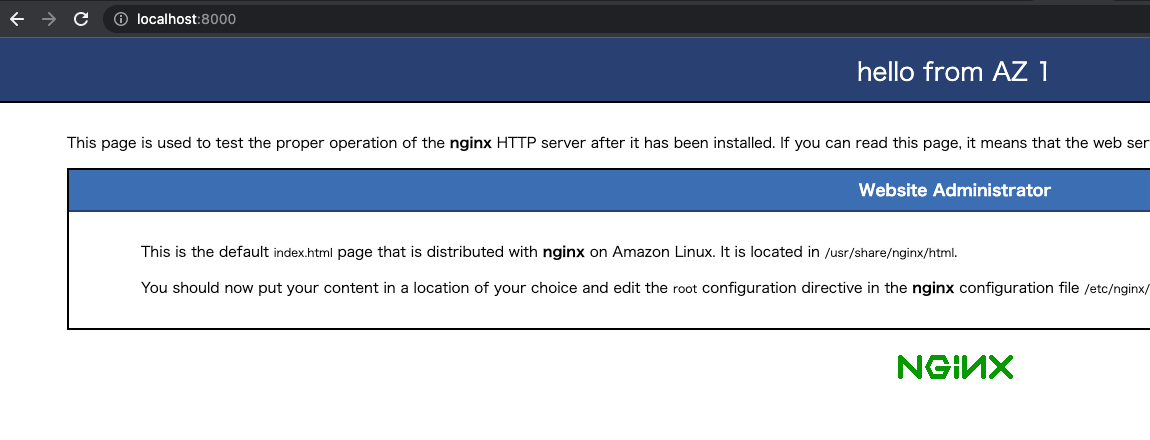 localhost:8000
hello from AZ 1
This page is used to test the proper operation of the nginx HTTP server after it has been installed. If you can read this page, it means that the web ser
Website Administrator
This is the default index.html page that is distributed with nginx on Amazon Linux. It is located in /usr/share/nginx/html.
You should now put your content in a location of your choice and edit the root configuration directive in the nginx configuration file /etc/nginx/
NGiNX